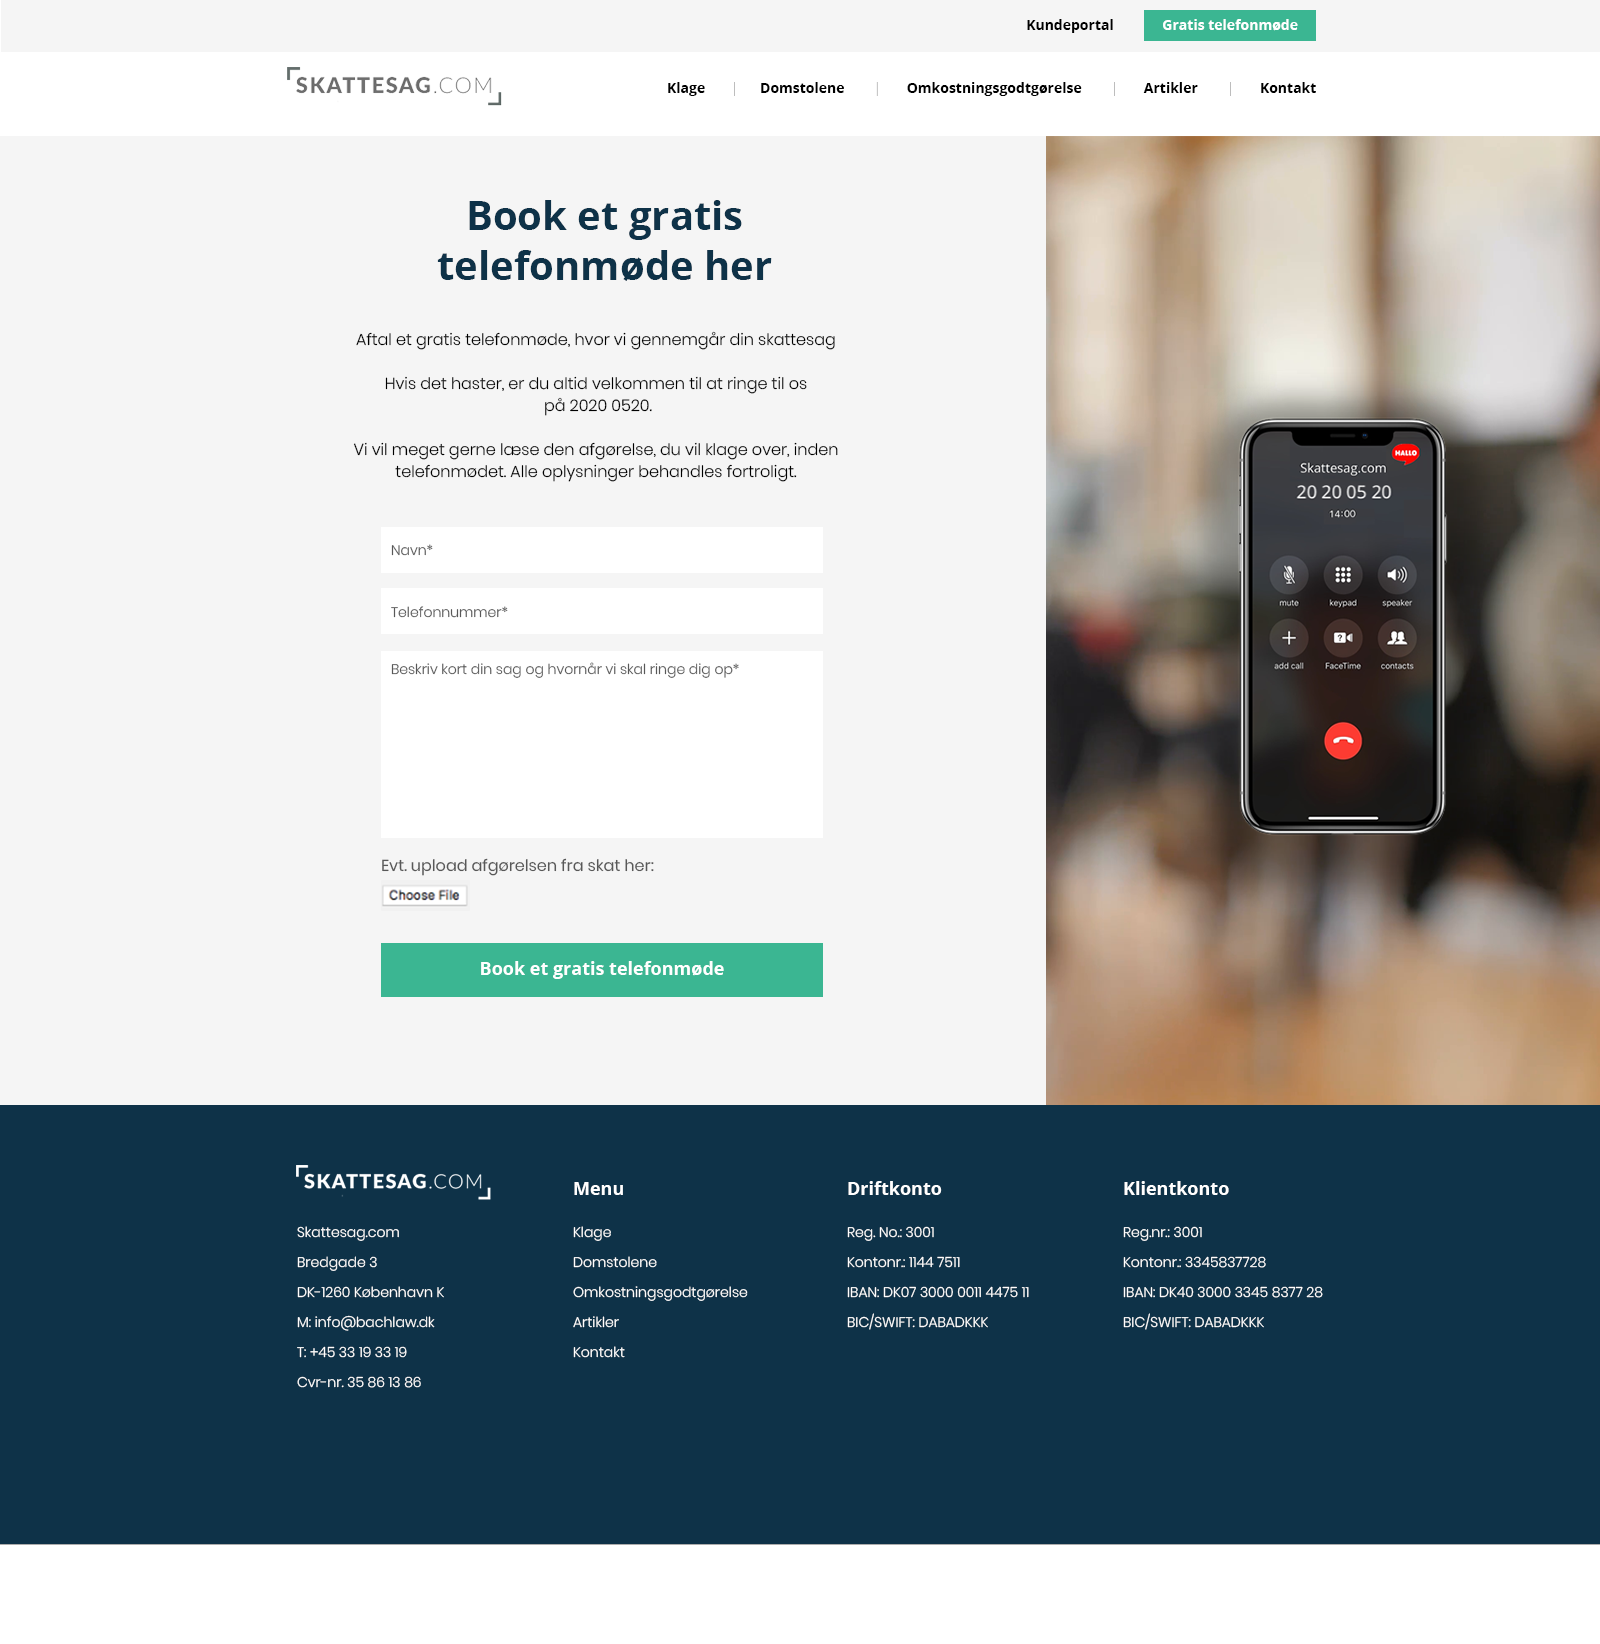 Kundeportal
Gratis telefonmøde
SKATTESAG.COM
Klage
Domstolene
Omkostningsgodtgørelse
Artikler
Kontakt
Book et gratis
telefonmøde her
Aftal et gratis telefonmøde, hvor vi gennemgår din skattesag
Hvis det haster, er du altid velkommen til at ringe til os
på 2020 0520.
Vi vil meget gerne læse den afgørelse, du vil klage over, inden
telefonmødet. Alle oplysninger behandles fortroligt.
Navn*
Telefonnummer*
Beskriv kort din sag og hvornår vi skal ringe dig op*
Evt. upload afgørelsen fra skat her:
Choose File
Book et gratis telefonmøde
HALLO
Skattesag.com
20 20 05 20
14:00
mute
keypad
speaker
add call
FaceTime
contacts
SKATTESAG.COM
Skattesag.com
Bredgade 3
DK-1260 København K
M: info@bachlaw.dk
T: +45 33 19 33 19
Cvr-nr. 35 86 13 86
Menu
Klage
Domstolene
Omkostningsgodtgørelse
Artikler
Kontakt
Driftkonto
Reg. No.: 3001
Kontonr.: 1144 7511
IBAN: DK07 3000 0011 4475 11
BIC/SWIFT: DABADKKK
Klientkonto
Reg.nr.: 3001
Kontonr.: 3345837728
IBAN: DK40 3000 3345 8377 28
BIC/SWIFT: DABADKKK